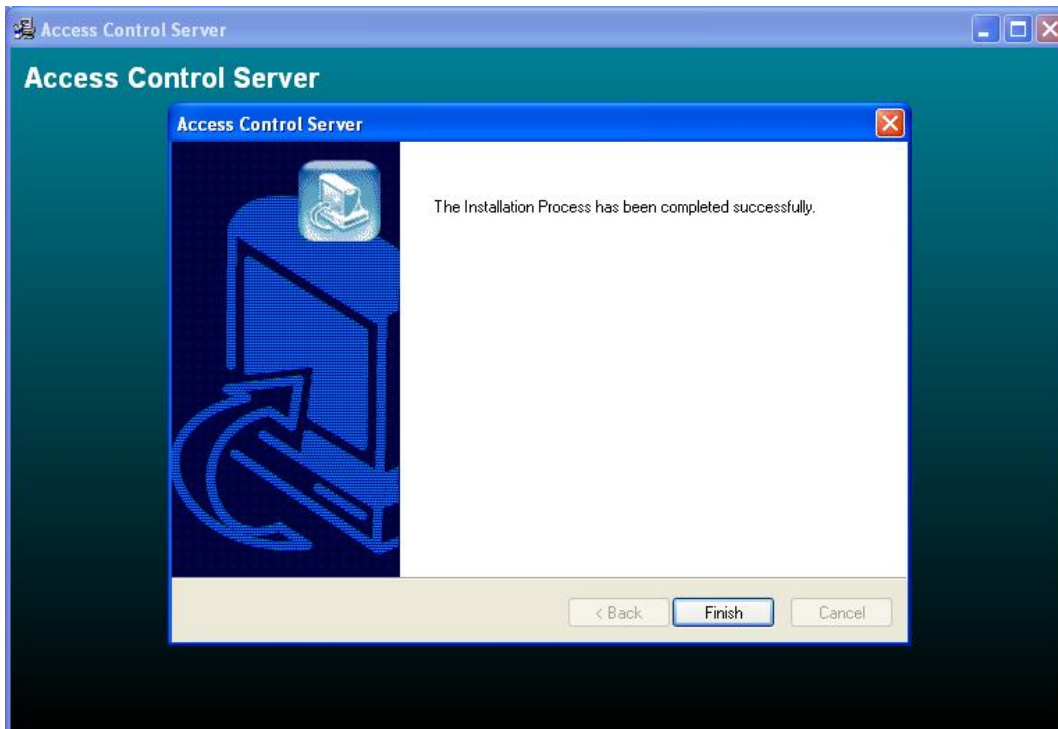 Access Control Server
Access Control Server
Access Control Server
The Installation Process has been completed successfully.
< Back Finish Cancel